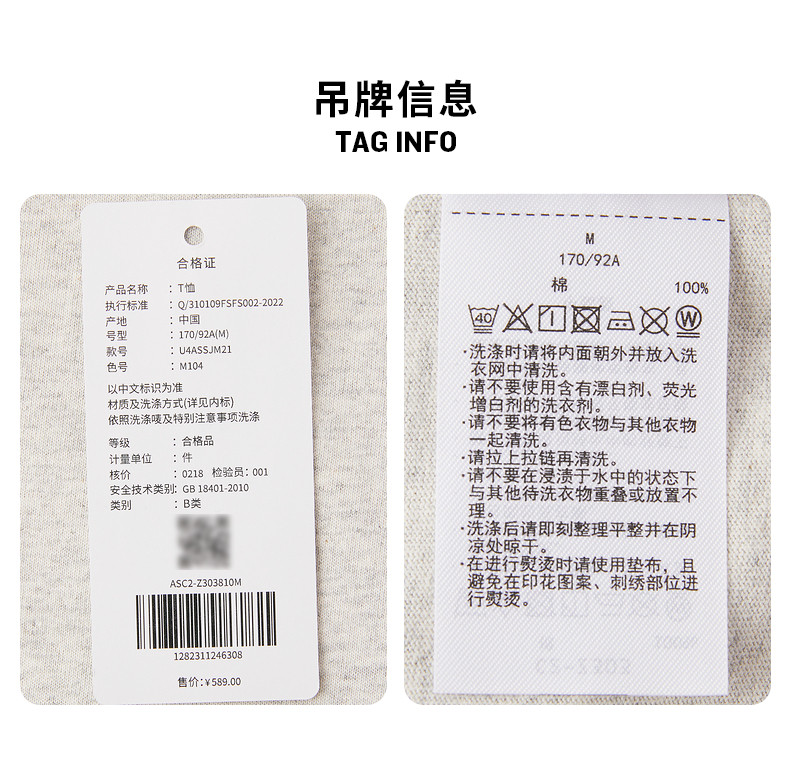 吊牌信息
TAG INFO
合格证
产品名称 : T恤
执行标准 : Q/310109FSFS002-2022
产地 : 中国
号型 : 170/92A(M)
款号 : U4ASSJM21
色号 : M104
以中文标识为准
材质及洗涤方式(详见内标)
依照洗涤唛及特别注意事项洗涤
等级 : 合格品
计量单位 : 件
核价 : 0218 检验员: 001
安全技术类别: GB 18401-2010
类别 : B类
ASC2-Z303810M
1282311246308
售价:¥589.00
M
170/92A
棉 100%
40 W
·洗涤时请将内面朝外并放入洗
衣网中清洗。
·请不要使用含有漂白剂、荧光
增白剂的洗衣剂。
·请不要将有色衣物与其他衣物
一起清洗。
·请拉上拉链再清洗。
·请不要在浸渍于水中的状态下
与其他待洗衣物重叠或放置不
理。
·洗涤后请即刻整理平整并在阴
凉处晾干。
·在进行熨烫时请使用垫布，且
避免在印花图案、刺绣部位进
行熨烫。